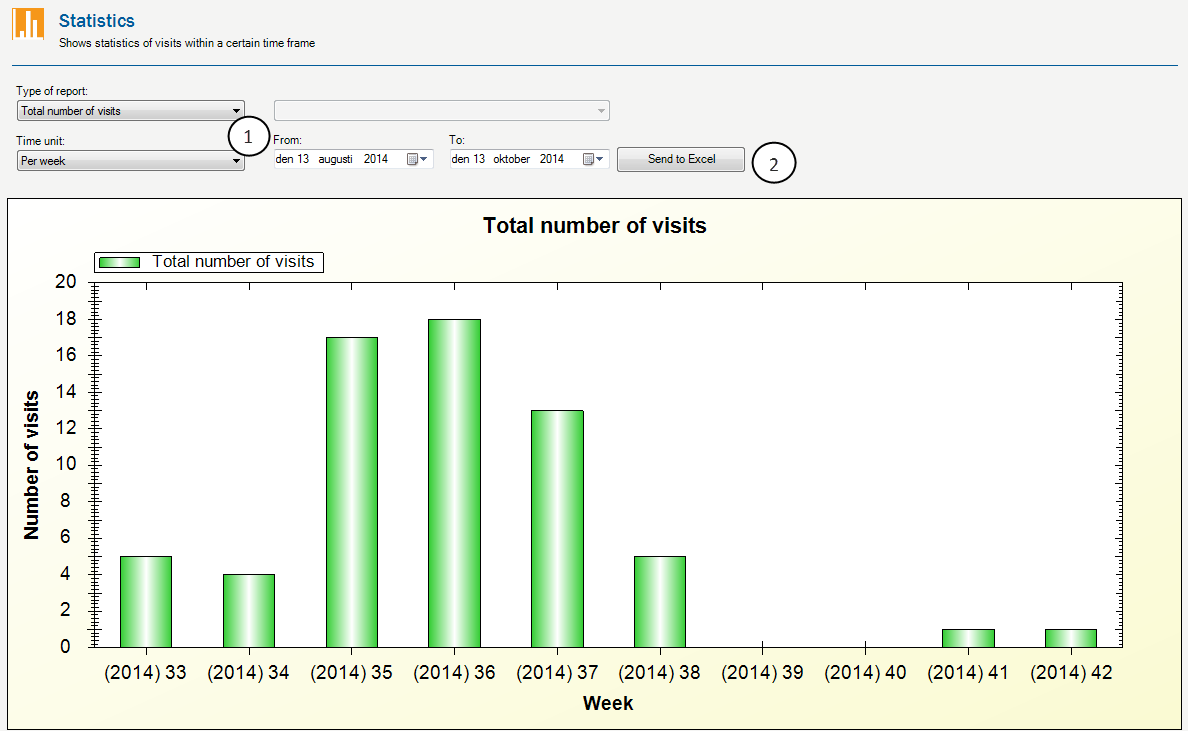 Statistics
Shows statistics of visits within a certain time frame
Type of report:
Total number of visits
Time unit:
Per week
1
From:
den 13 augusti 2014
To:
den 13 oktober 2014
Send to Excel
2
Total number of visits
Total number of visits
Number of visits
20
18
16
14
12
10
8
6
4
2
0
(2014) 33 (2014) 34 (2014) 35 (2014) 36 (2014) 37 (2014) 38 (2014) 39 (2014) 40 (2014) 41 (2014) 42
Week